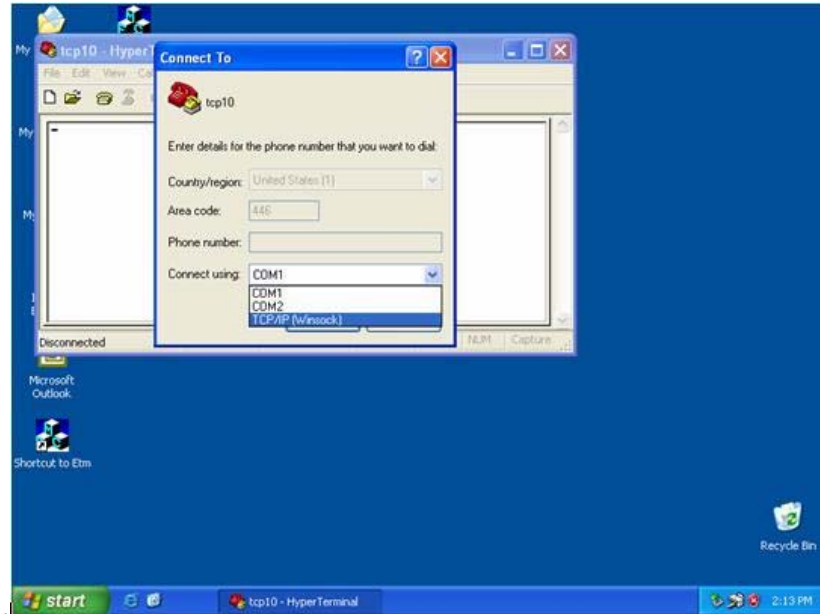 My
tcp10 - HyperT
File Edit View Cal
Connect To
tcp10
Enter details for the phone number that you want to dial:
Country/region: United States (1)
Area code: 446
Phone number:
Connect using: COM1
COM1
COM2
TCP/IP (Winsock)
My
My
Disconnected
NUM
Capture
Microsoft
Outlook
Shortcut to Etm
Recycle Bin
start
tcp10 - HyperTerminal
2:13 PM